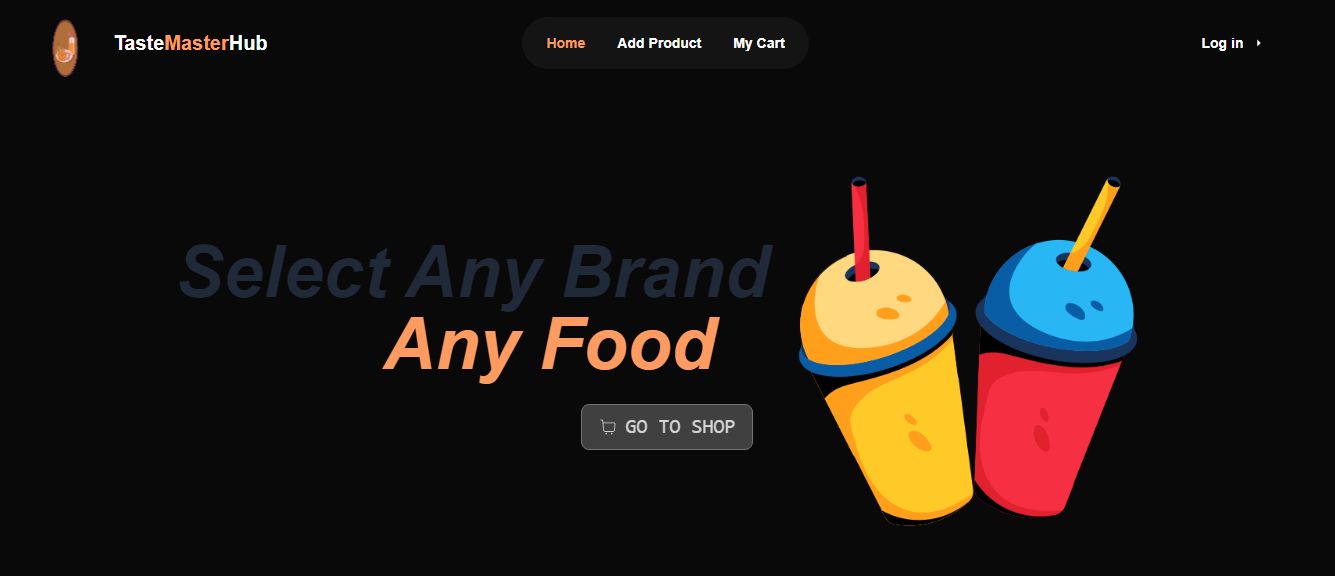 TasteMasterHub
Home
Add Product
My Cart
Log in
Select Any Brand
Any Food
GO TO SHOP